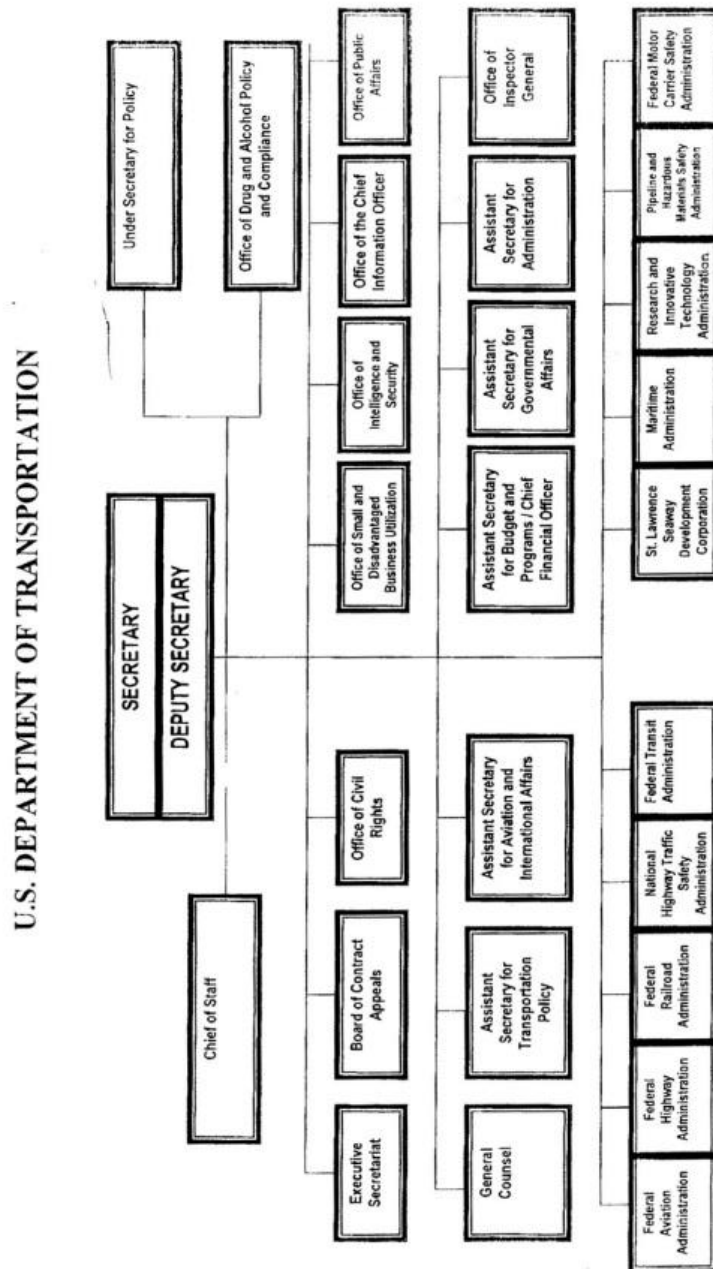 U.S. DEPARTMENT OF TRANSPORTATION
SECRETARY
DEPUTY SECRETARY
Under Secretary for Policy
Chief of Staff
Office of Drug and Alcohol Policy
and Compliance
Executive
Secretariat
Board of Contract
Appeals
Office of Civil
Rights
Office of Small and
Disadvantaged
Business Utilization
Office of
Intelligence and
Security
Office of the Chief
Information Officer
Office of Public
Affairs
General
Counsel
Assistant
Secretary for
Transportation
Policy
Assistant Secretary
for Aviation and
International Affairs
Assistant Secretary
for Budget and
Programs / Chief
Financial Officer
Assistant
Secretary for
Governmental
Affairs
Assistant
Secretary for
Administration
Office of
Inspector
General
Federal
Aviation
Administration
Federal
Highway
Administration
Federal
Railroad
Administration
National
Highway Traffic
Safety
Administration
Federal Transit
Administration
St. Lawrence
Seaway
Development
Corporation
Maritime
Administration
Research and
Innovative
Technology
Administration
Pipeline and
Hazardous
Materials Safety
Administration
Federal Motor
Carrier Safety
Administration